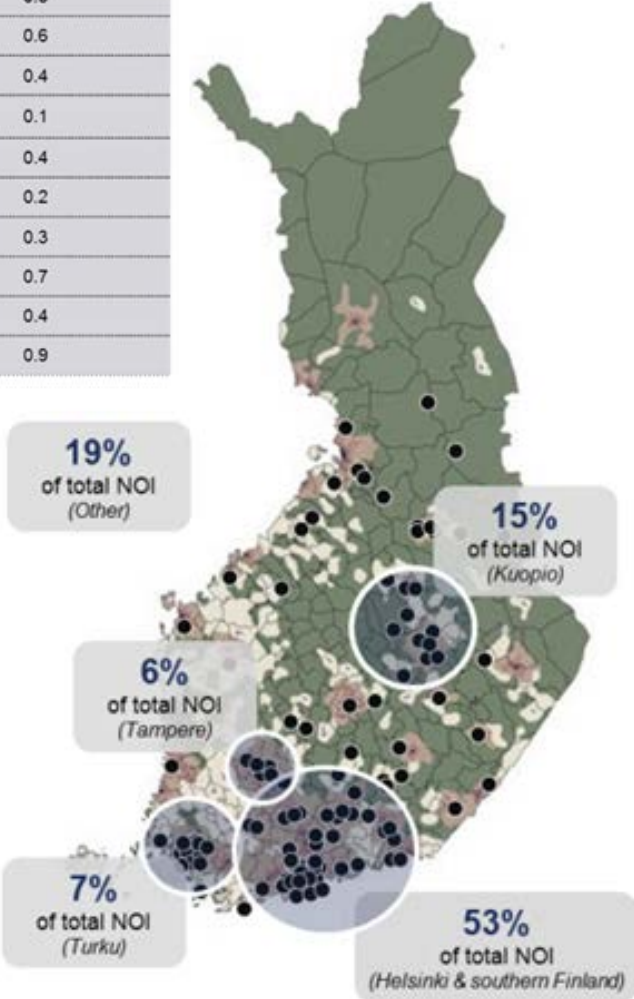 0.6
0.4
0.1
0.4
0.2
0.3
0.7
0.4
0.9
19%
of total NOI
(Other)
15%
of total NOI
(Kuopio)
6%
of total NOI
(Tampere)
7%
of total NOI
(Turku)
53%
of total NOI
(Helsinki & southern Finland)